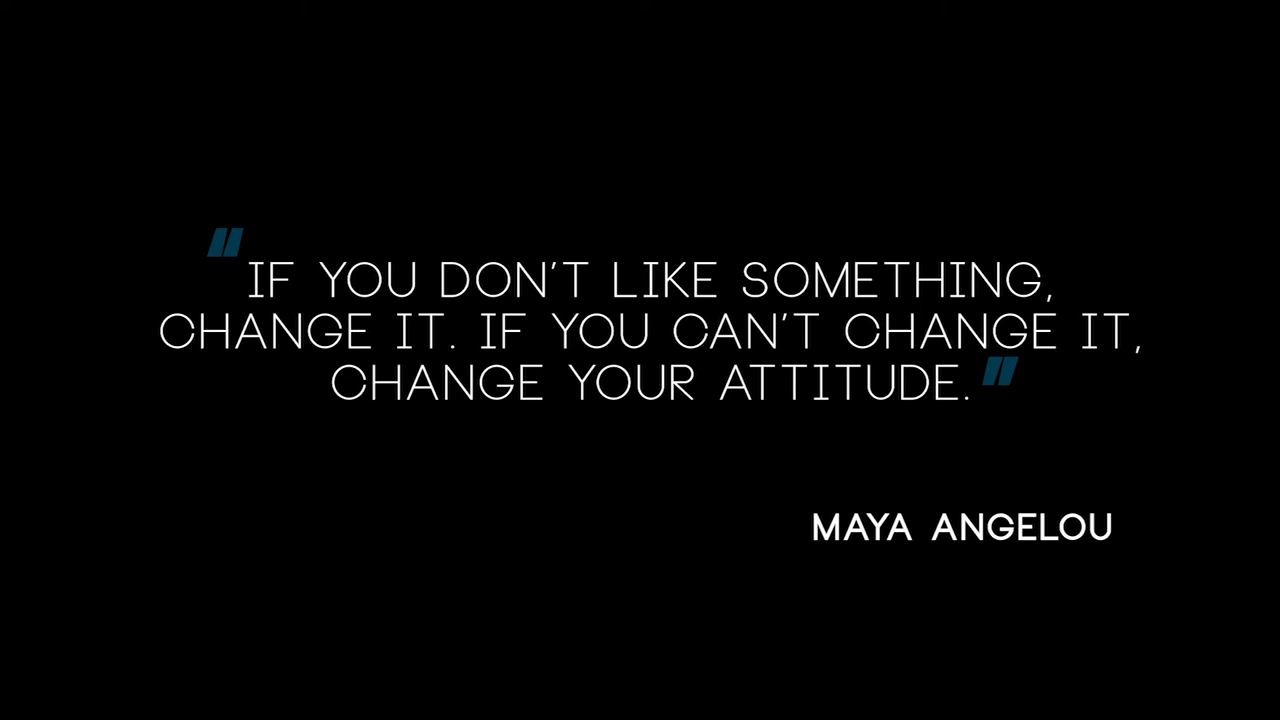 "IF YOU DON'T LIKE SOMETHING,
CHANGE IT. IF YOU CAN'T CHANGE IT,
CHANGE YOUR ATTITUDE."
MAYA ANGELOU